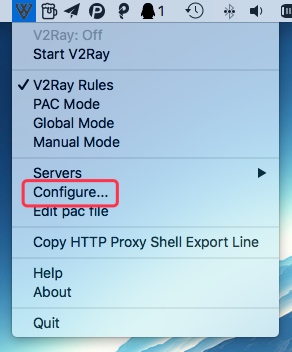 1
V2Ray: Off
Start V2Ray
V2Ray Rules
PAC Mode
Global Mode
Manual Mode
Servers
Configure...
Edit pac file
Copy HTTP Proxy Shell Export Line
Help
About
Quit